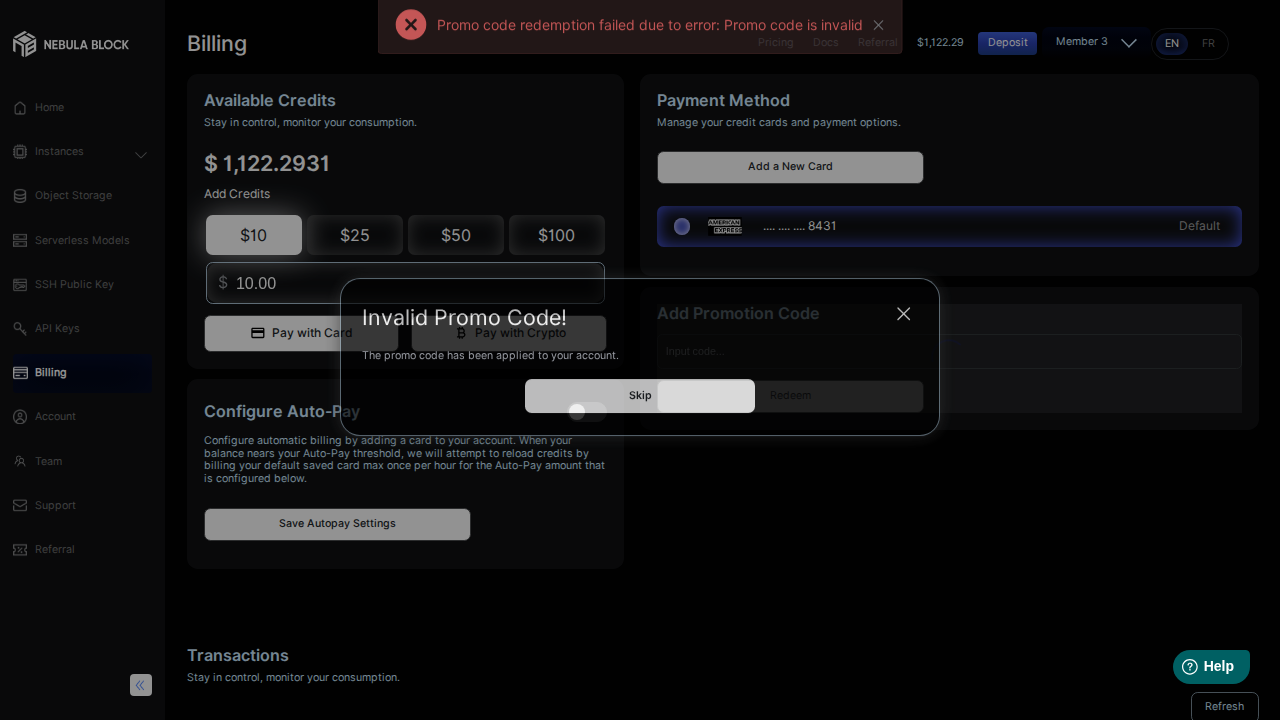 Promo code redemption failed due to error: Promo code is invalid
NEBULA BLOCK
Billing
Pricing
Docs
Referral
$1,122.29
Deposit
Member 3
EN
FR
Home
Instances
Object Storage
Serverless Models
SSH Public Key
API Keys
Billing
Account
Team
Support
Referral
Available Credits
Stay in control, monitor your consumption.
$ 1,122.2931
Add Credits
$10
$25
$50
$100
$ 10.00
Pay with Card
Pay with Crypto
Payment Method
Manage your credit cards and payment options.
Add a New Card
AMERICAN
EXPRESS
.... .... .... 8431
Default
Add Promotion Code
Input code...
Redeem
Invalid Promo Code!
The promo code has been applied to your account.
Skip
Configure Auto-Pay
Configure automatic billing by adding a card to your account. When your
balance nears your Auto-Pay threshold, we will attempt to reload credits by
billing your default saved card max once per hour for the Auto-Pay amount that
is configured below.
Save Autopay Settings
Transactions
Stay in control, monitor your consumption.
Help
Refresh